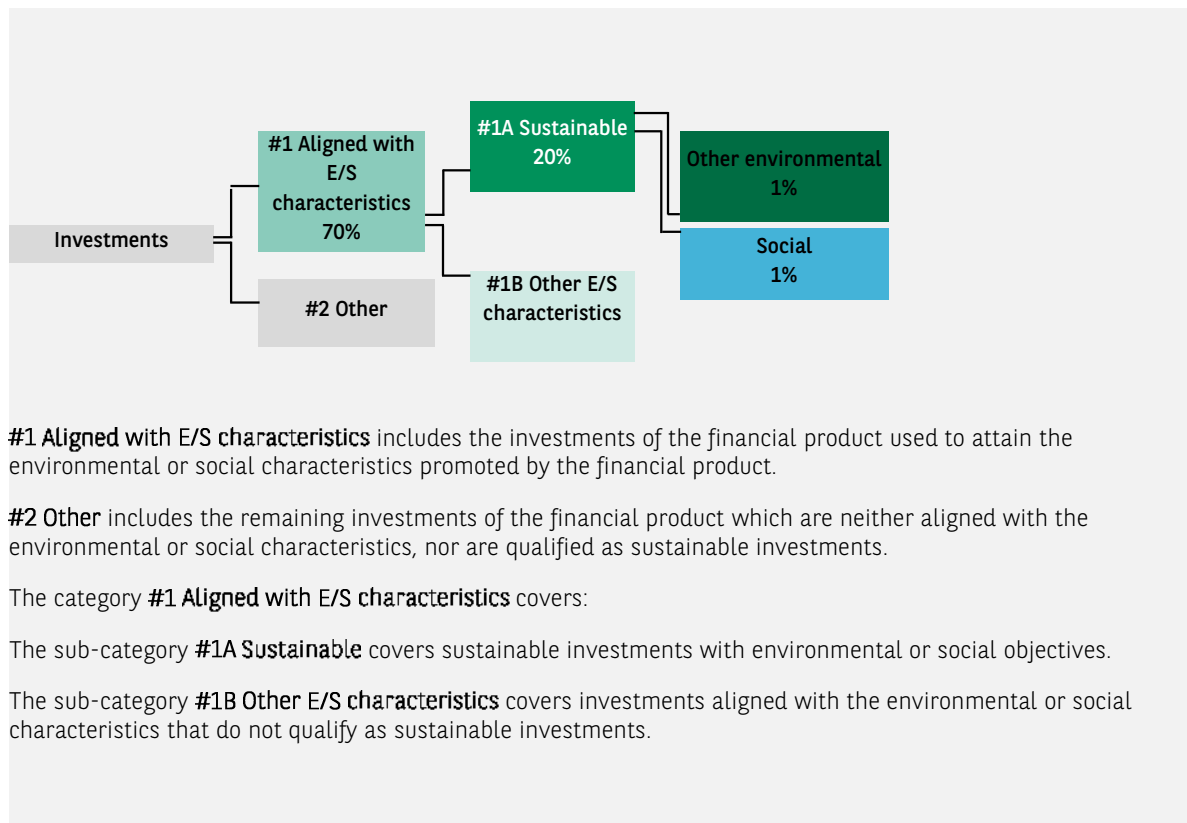 #1A Sustainable
20%
#1 Aligned with
E/S
characteristics
70%
Other environmental
1%
Investments
Social
1%
#2 Other
#1B Other E/S
characteristics
#1 Aligned with E/S characteristics includes the investments of the financial product used to attain the
environmental or social characteristics promoted by the financial product.
#2 Other includes the remaining investments of the financial product which are neither aligned with the
environmental or social characteristics, nor are qualified as sustainable investments.
The category #1 Aligned with E/S characteristics covers:
The sub-category #1A Sustainable covers sustainable investments with environmental or social objectives.
The sub-category #1B Other E/S characteristics covers investments aligned with the environmental or social
characteristics that do not qualify as sustainable investments.